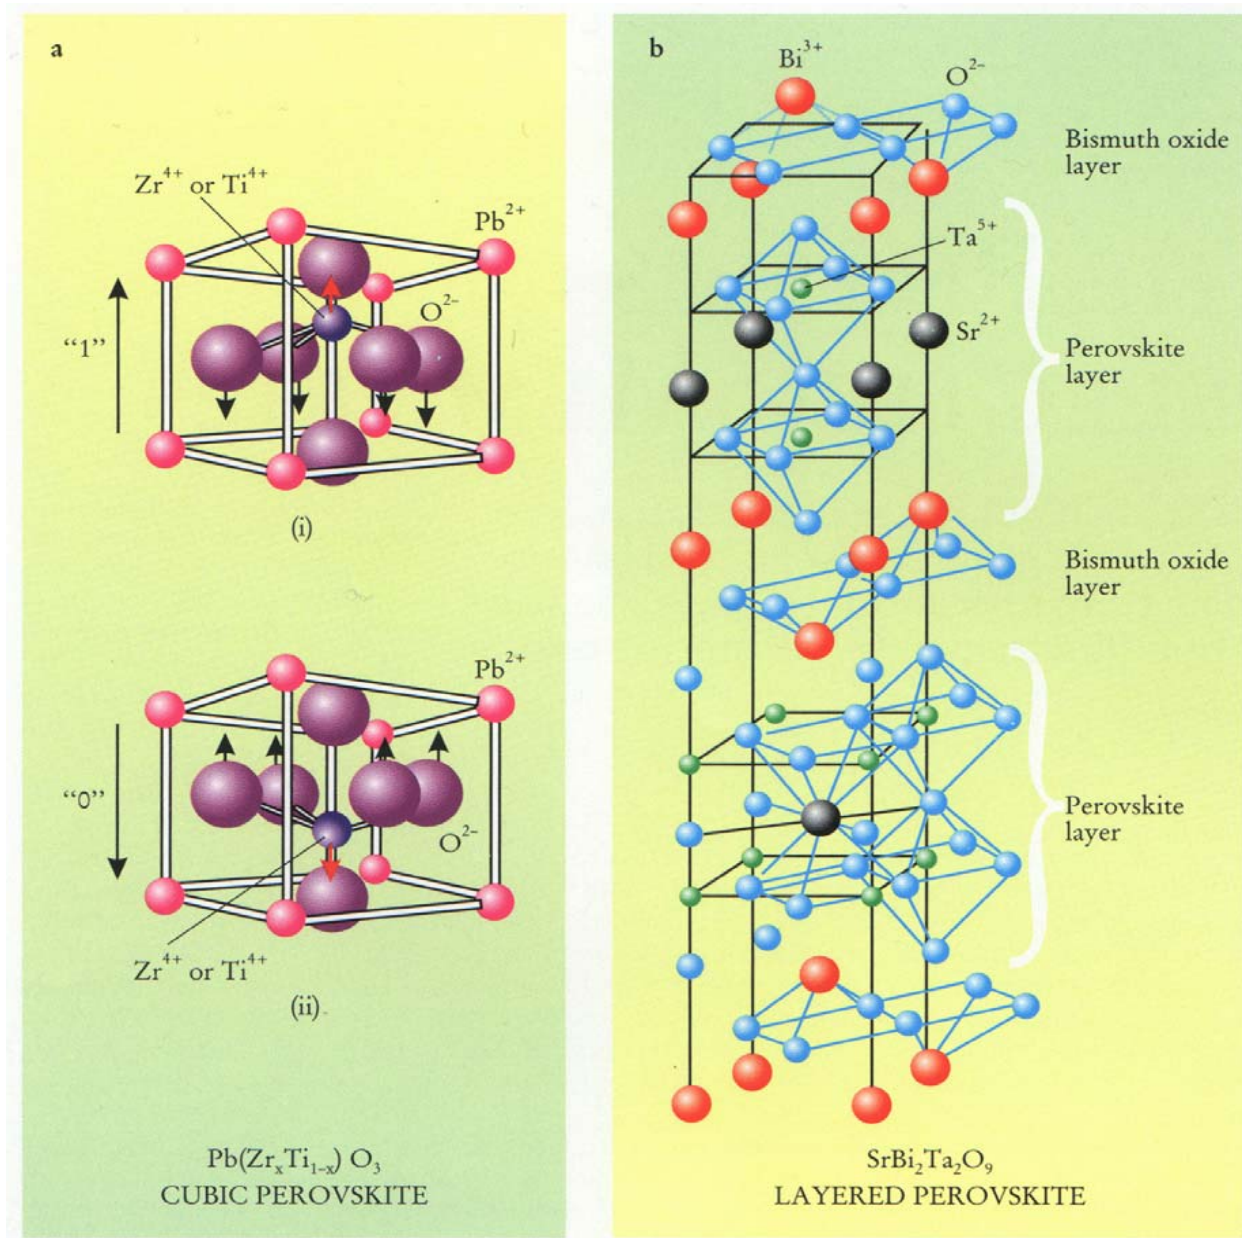 a
Zr⁴⁺ or Ti⁴⁺
Pb²⁺
O²⁻
“1”
(i)
Pb²⁺
“0”
O²⁻
Zr⁴⁺ or Ti⁴⁺
(ii)
Pb(ZrₓTi₁₋ₓ) O₃
CUBIC PEROVSKITE
b
Bi³⁺
O²⁻
Bismuth oxide
layer
Ta⁵⁺
Sr²⁺
Perovskite
layer
Bismuth oxide
layer
Perovskite
layer
SrBi₂Ta₂O₉
LAYERED PEROVSKITE